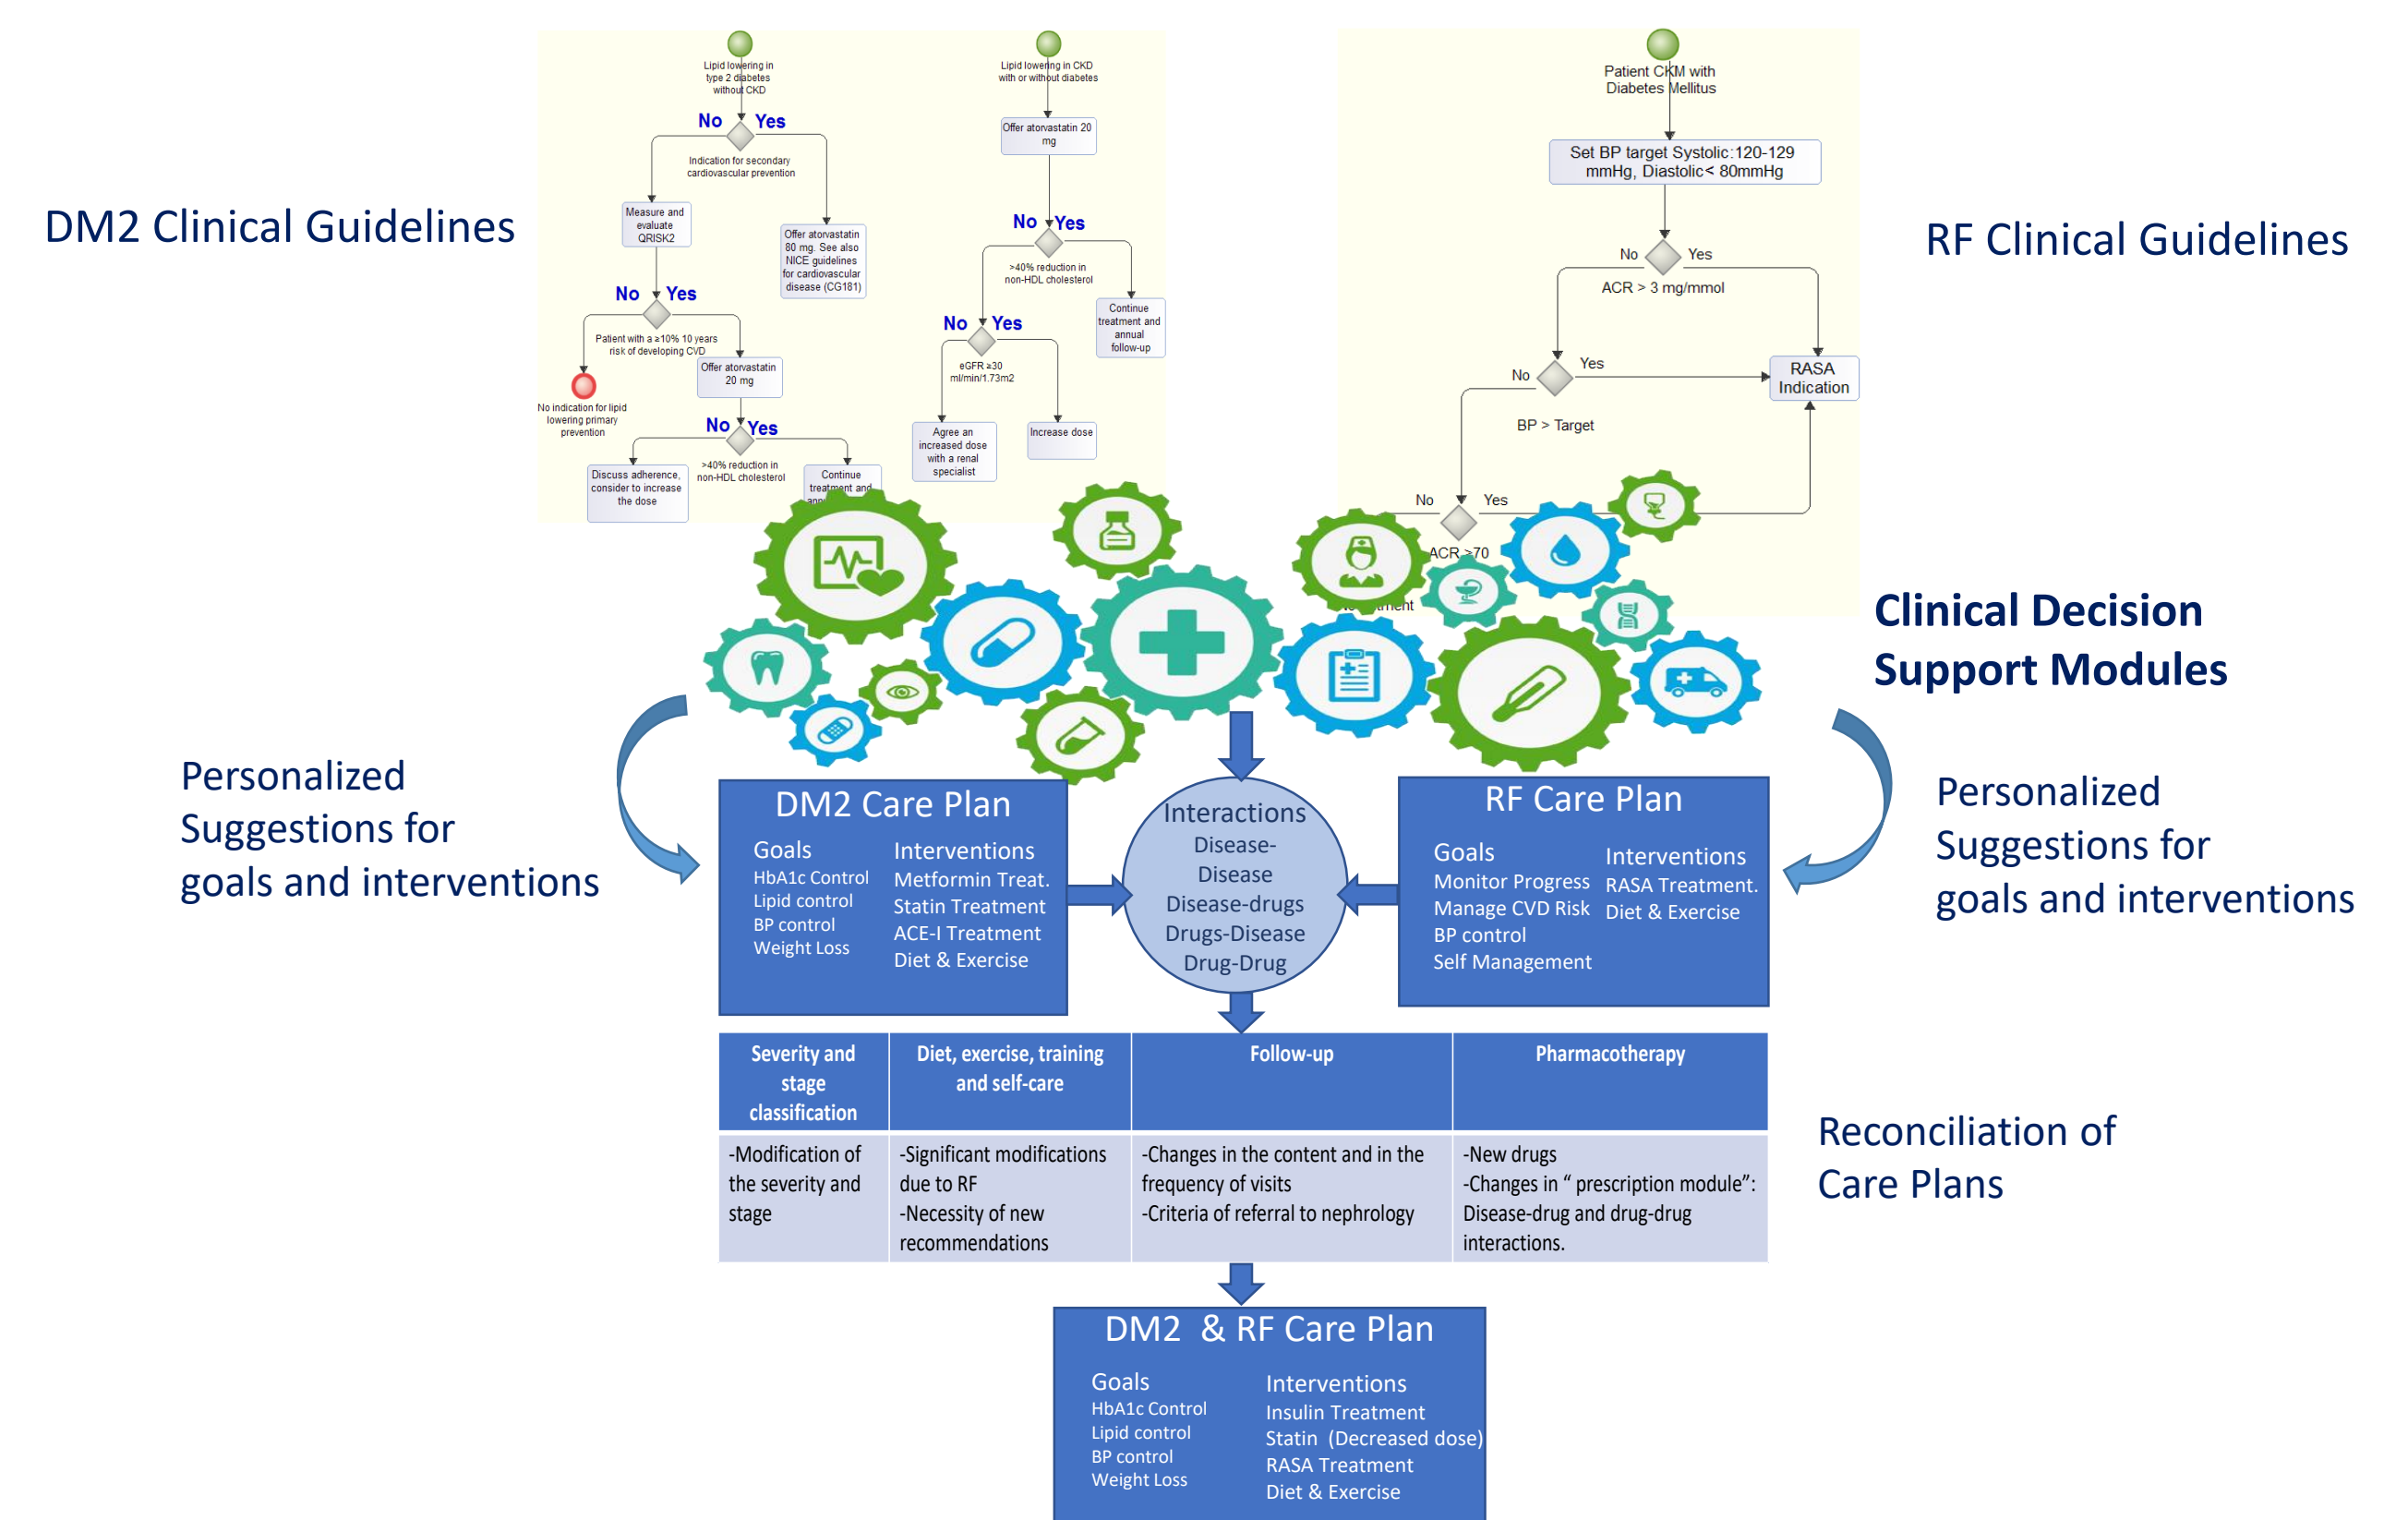 DM2 Clinical Guidelines
Lipid lowering in
type 2 diabetes
without CKD
No Yes
Indication for secondary
cardiovascular prevention
Measure and
evaluate
QRISK2
Offer atorvastatin
80 mg. See also
NICE guidelines
for cardiovascular
disease (CG181)
No Yes
Patient with a ≥10% 10 years
risk of developing CVD
No indication for lipid
lowering primary
prevention
Offer atorvastatin
20 mg
No Yes
>40% reduction in
non-HDL cholesterol
Discuss adherence,
consider to increase
the dose
Continue
treatment and
Lipid lowering in CKD
with or without diabetes
Offer atorvastatin 20
mg
No Yes
>40% reduction in
non-HDL cholesterol
Continue
treatment and
annual
follow-up
No Yes
eGFR ≥30
ml/min/1.73m2
Agree an
increased dose
with a renal
specialist
Increase dose
Patient CKM with
Diabetes Mellitus
Set BP target Systolic:120-129
mmHg, Diastolic< 80mmHg
No Yes
ACR > 3 mg/mmol
No Yes
BP > Target
RASA
Indication
No Yes
ACR >70
RF Clinical Guidelines
Clinical Decision
Support Modules
Personalized
Suggestions for
goals and interventions
DM2 Care Plan
Goals
HbA1c Control
Lipid control
BP control
Weight Loss
Interventions
Metformin Treat.
Statin Treatment
ACE-I Treatment
Diet & Exercise
Interactions
Disease-
Disease
Disease-drugs
Drugs-Disease
Drug-Drug
RF Care Plan
Goals
Monitor Progress
Manage CVD Risk
BP control
Self Management
Interventions
RASA Treatment.
Diet & Exercise
Personalized
Suggestions for
goals and interventions
Severity and
stage
classification
Diet, exercise, training
and self-care
Follow-up
Pharmacotherapy
-Modification of
the severity and
stage
-Significant modifications
due to RF
-Necessity of new
recommendations
-Changes in the content and in the
frequency of visits
-Criteria of referral to nephrology
-New drugs
-Changes in “ prescription module”:
Disease-drug and drug-drug
interactions.
Reconciliation of
Care Plans
DM2 & RF Care Plan
Goals
HbA1c Control
Lipid control
BP control
Weight Loss
Interventions
Insulin Treatment
Statin (Decreased dose)
RASA Treatment
Diet & Exercise